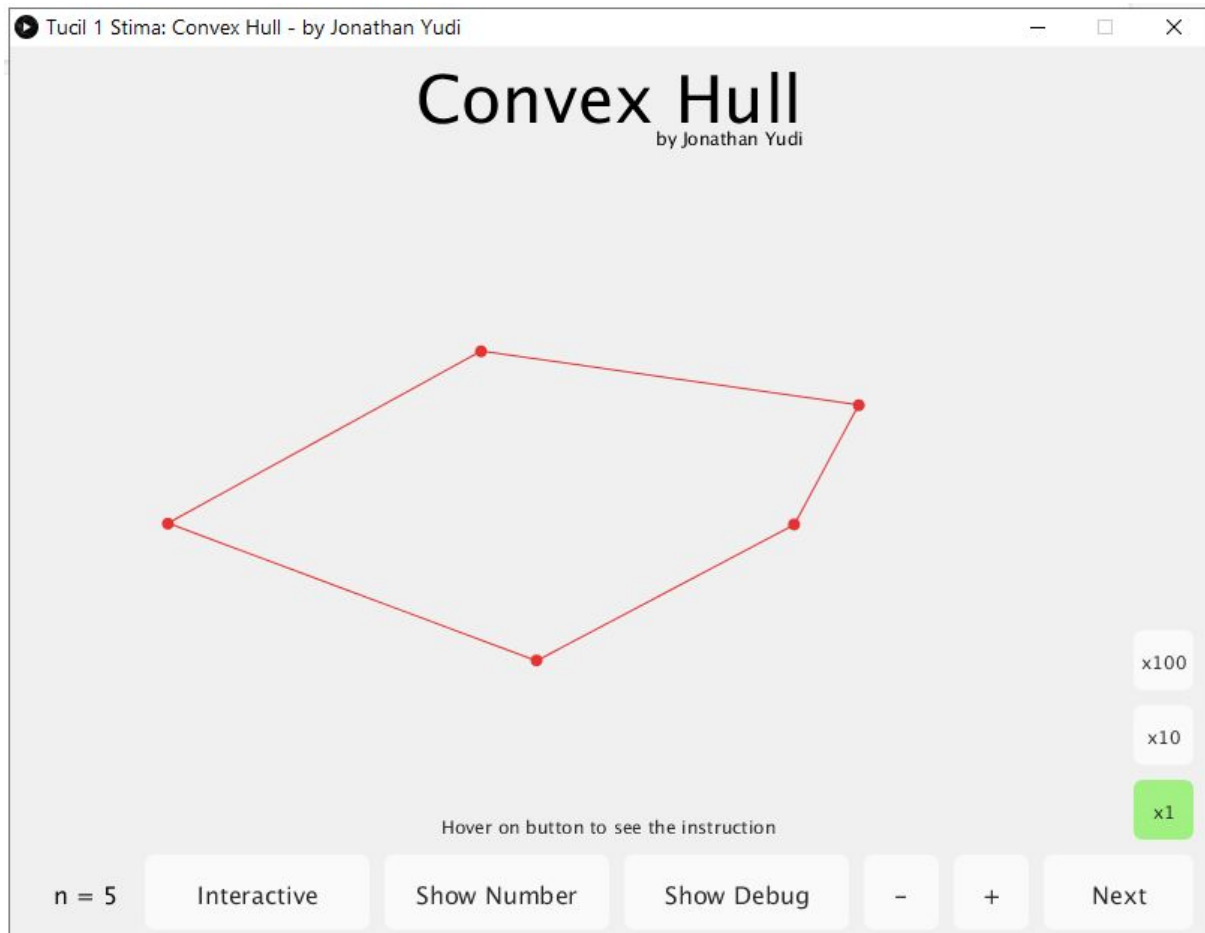 Tucil 1 Stima: Convex Hull - by Jonathan Yudi
Convex Hull
by Jonathan Yudi
x100
x10
x1
Hover on button to see the instruction
n = 5 Interactive Show Number Show Debug - + Next